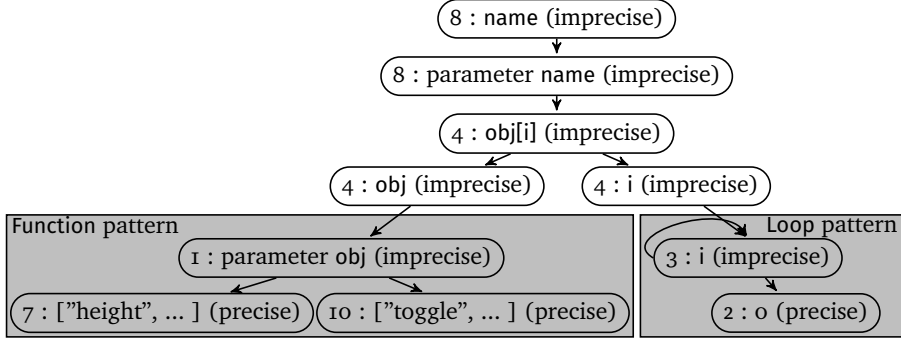 8 : name (imprecise)
8 : parameter name (imprecise)
4 : obj[i] (imprecise)
4 : obj (imprecise)
4 : i (imprecise)
Function pattern
Loop pattern
1 : parameter obj (imprecise)
3 : i (imprecise)
7 : ["height", ... ] (precise)
10 : ["toggle", ... ] (precise)
2 : 0 (precise)